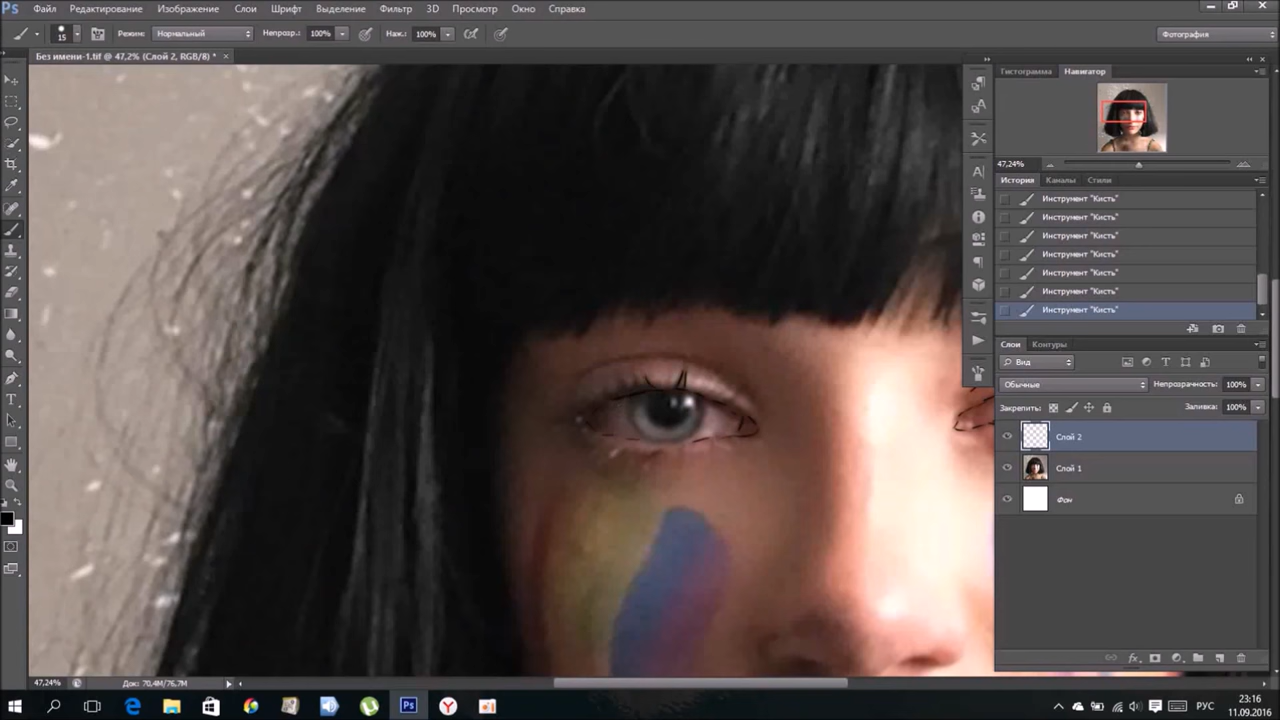 Ps Файл Редактирование Изображение Слои Шрифт Выделение Фильтр 3D Просмотр Окно Справка
15 Режим: Нормальный Непрозр.: 100% Наж.: 100% Фотография
Без имени-1.tif @ 47,2% (Слой 2, RGB/8) * ×
Гистограмма Навигатор
47,24%
История Каналы Стили
Инструмент "Кисть"
Инструмент "Кисть"
Инструмент "Кисть"
Инструмент "Кисть"
Инструмент "Кисть"
Инструмент "Кисть"
Инструмент "Кисть"
Слои Контуры
Вид
Обычные Непрозрачность: 100%
Закрепить: Заливка: 100%
Слой 2
Слой 1
Фон
47,24% Док: 70,4M/76,7M
РУС 23:16
11.09.2016